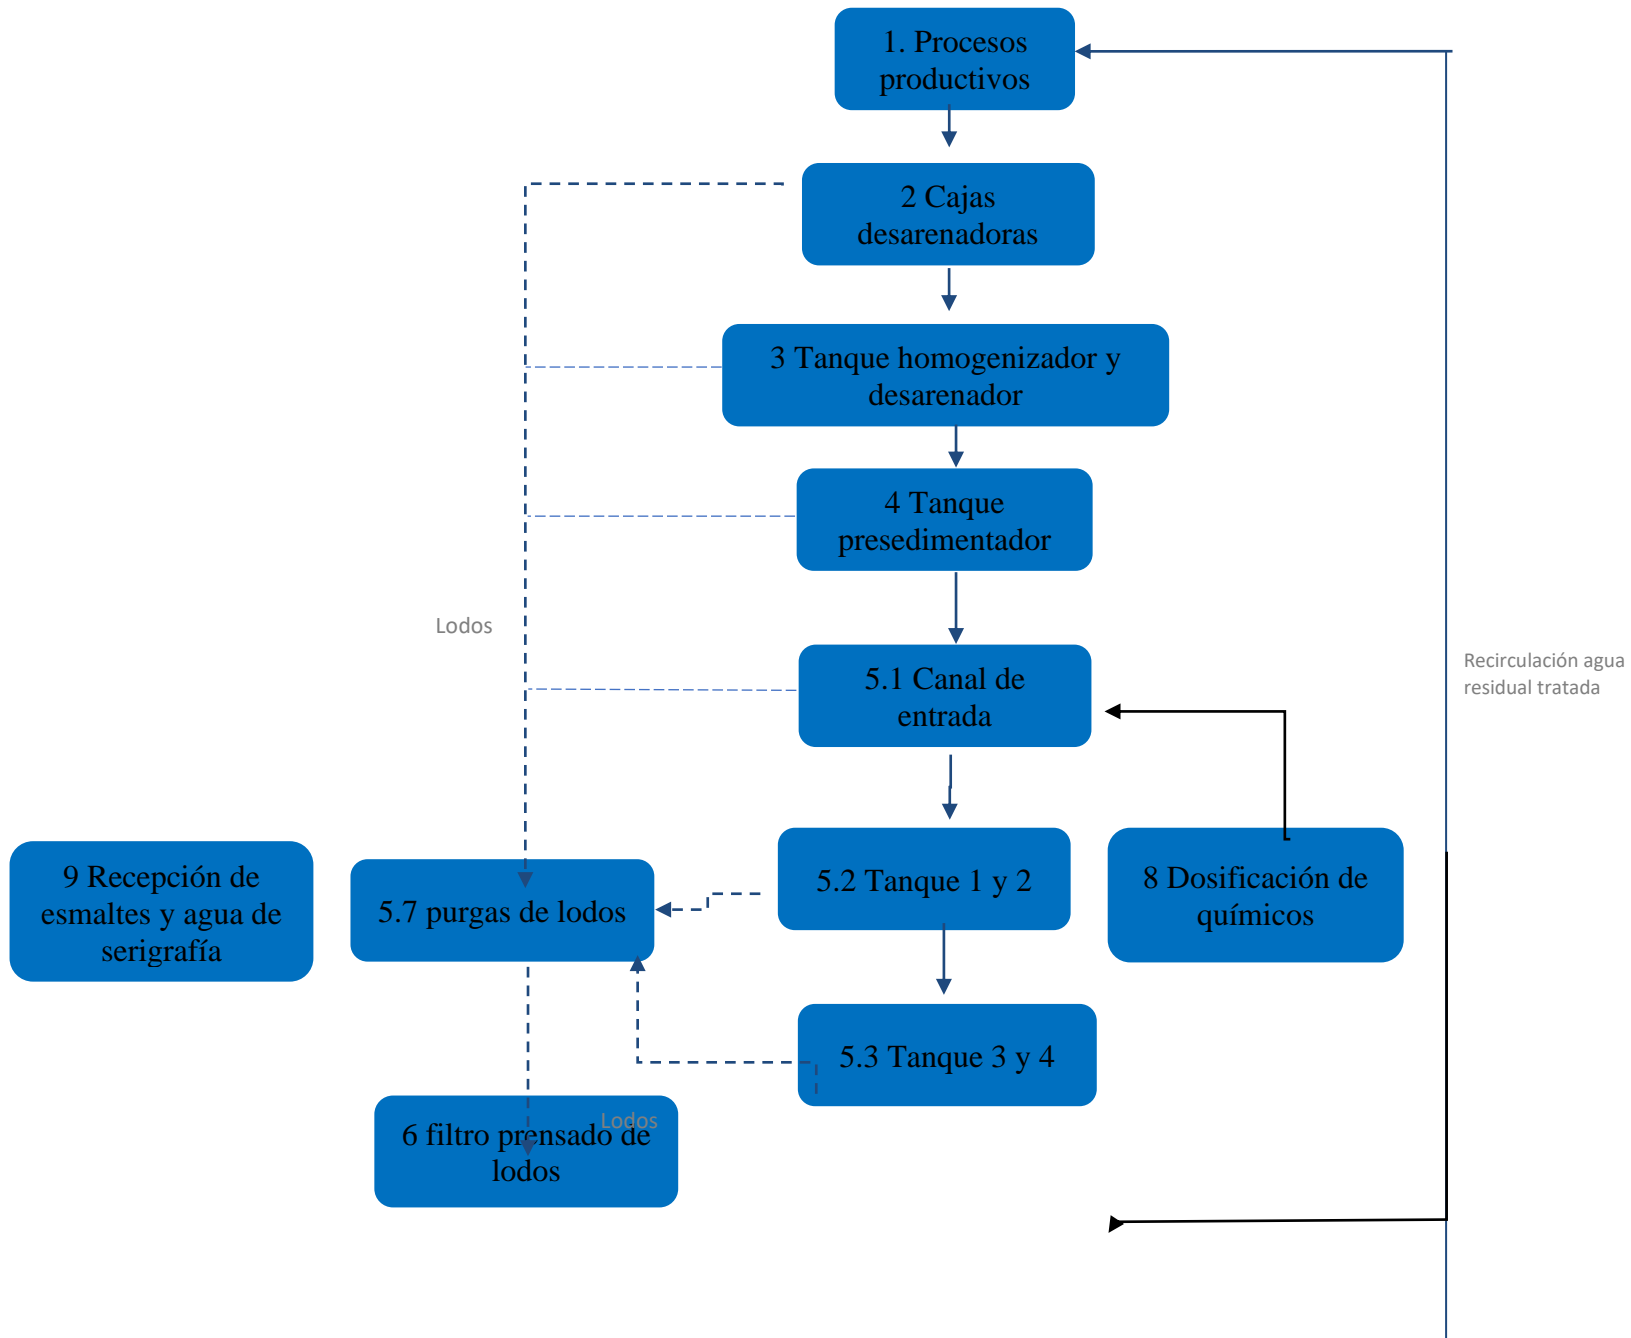 1. Procesos
productivos
2 Cajas
desarenadoras
3 Tanque homogenizador y
desarenador
4 Tanque
presedimentador
Lodos
5.1 Canal de
entrada
Recirculación agua
residual tratada
9 Recepción de
esmaltes y agua de
serigrafía
5.7 purgas de lodos
5.2 Tanque 1 y 2
8 Dosificación de
químicos
5.3 Tanque 3 y 4
Lodos
6 filtro prensado de
lodos